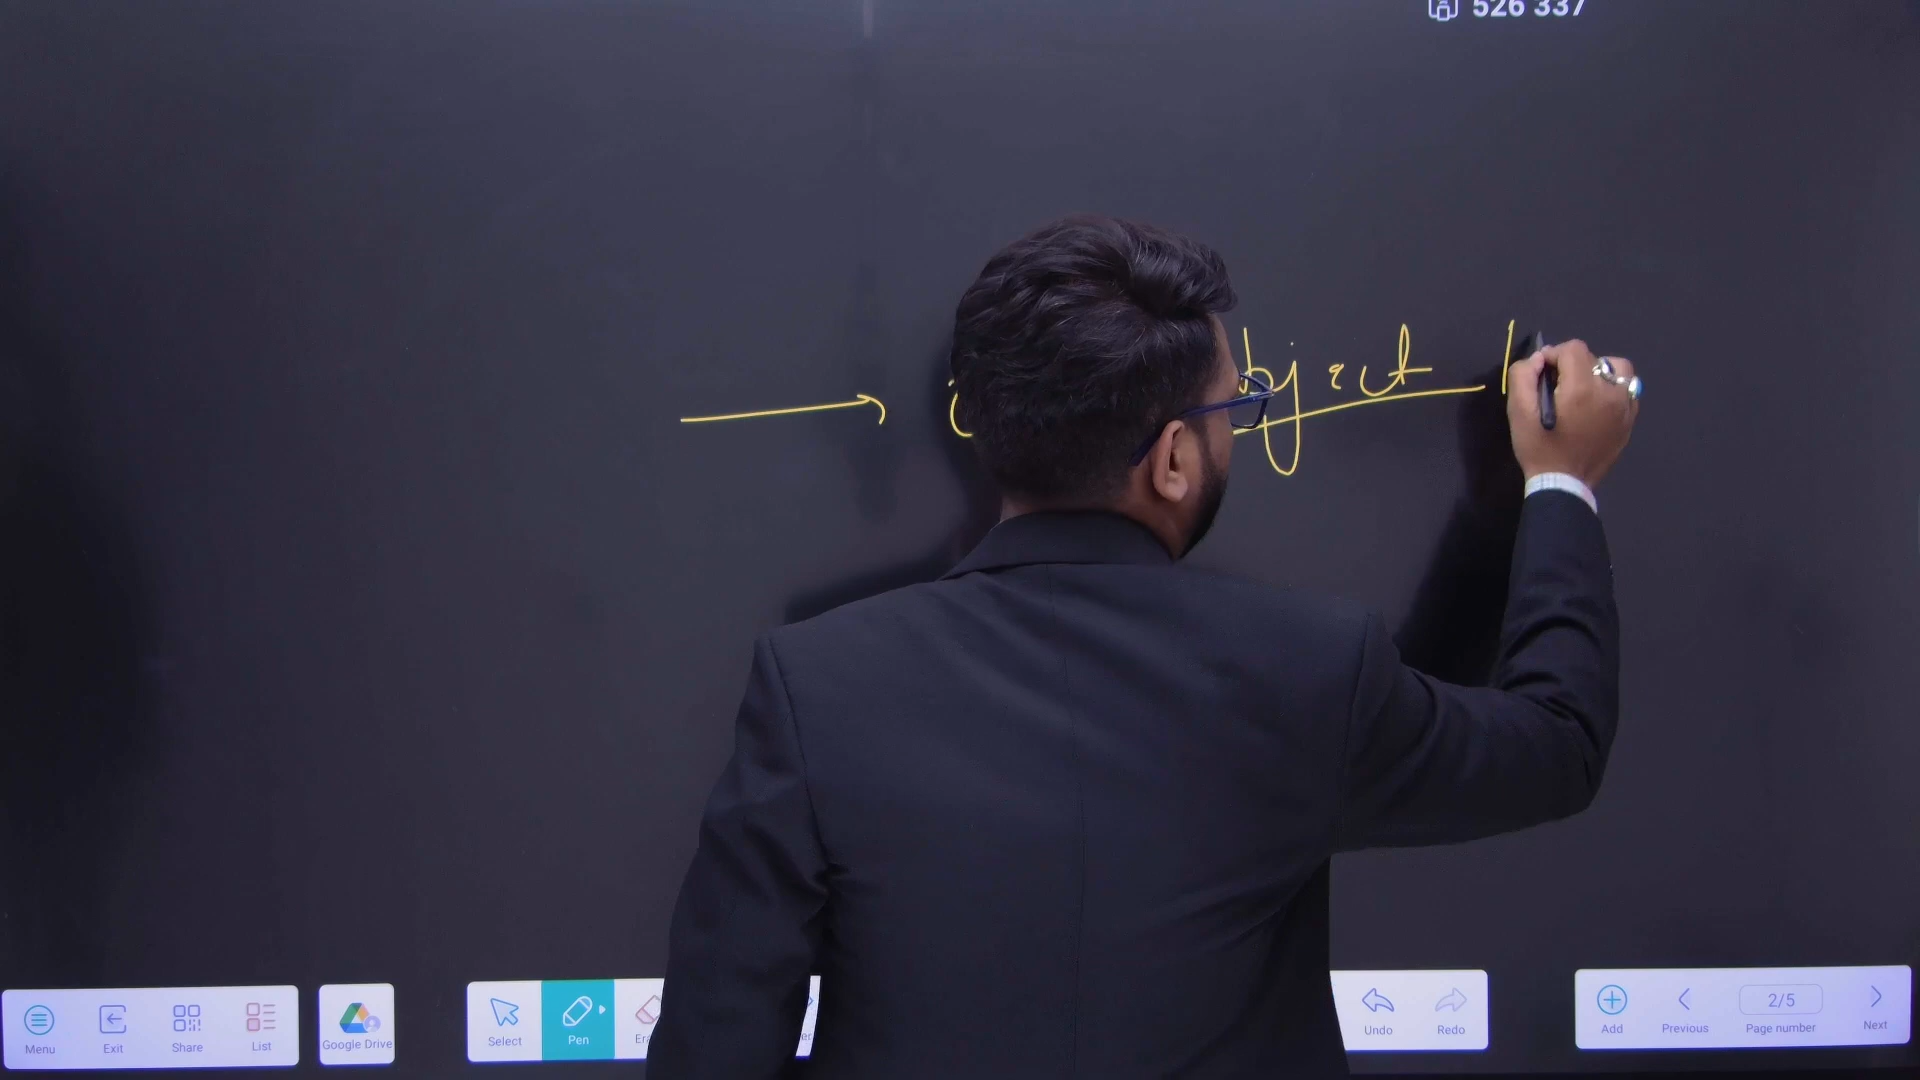 526 337
bject
Menu
Exit
Share
List
Google Drive
Select
Pen
Undo
Redo
Add
Previous
2/5
Page number
Next